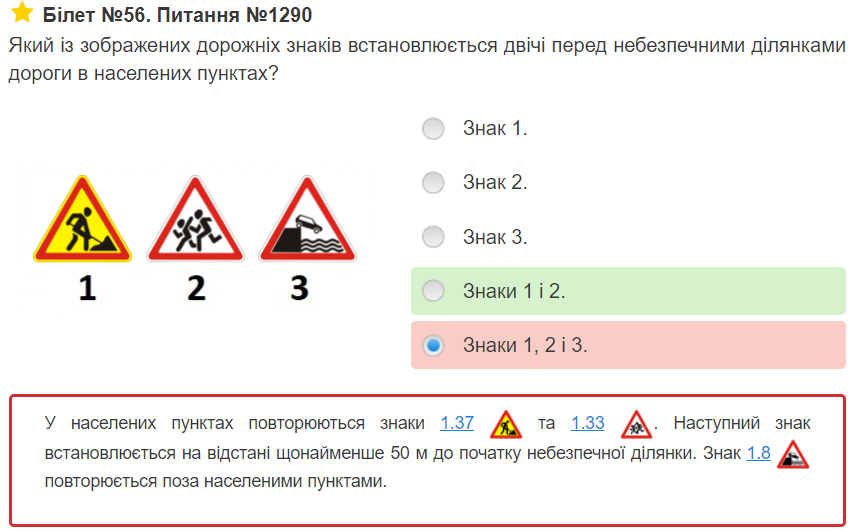 Білет №56. Питання №1290
Який із зображених дорожніх знаків встановлюється двічі перед небезпечними ділянками
дороги в населених пунктах?
Знак 1.
Знак 2.
Знак 3.
Знаки 1 і 2.
Знаки 1, 2 і 3.
1 2 3
У населених пунктах повторюються знаки 1.37 та 1.33 . Наступний знак
встановлюється на відстані щонайменше 50 м до початку небезпечної ділянки. Знак 1.8
повторюється поза населеними пунктами.